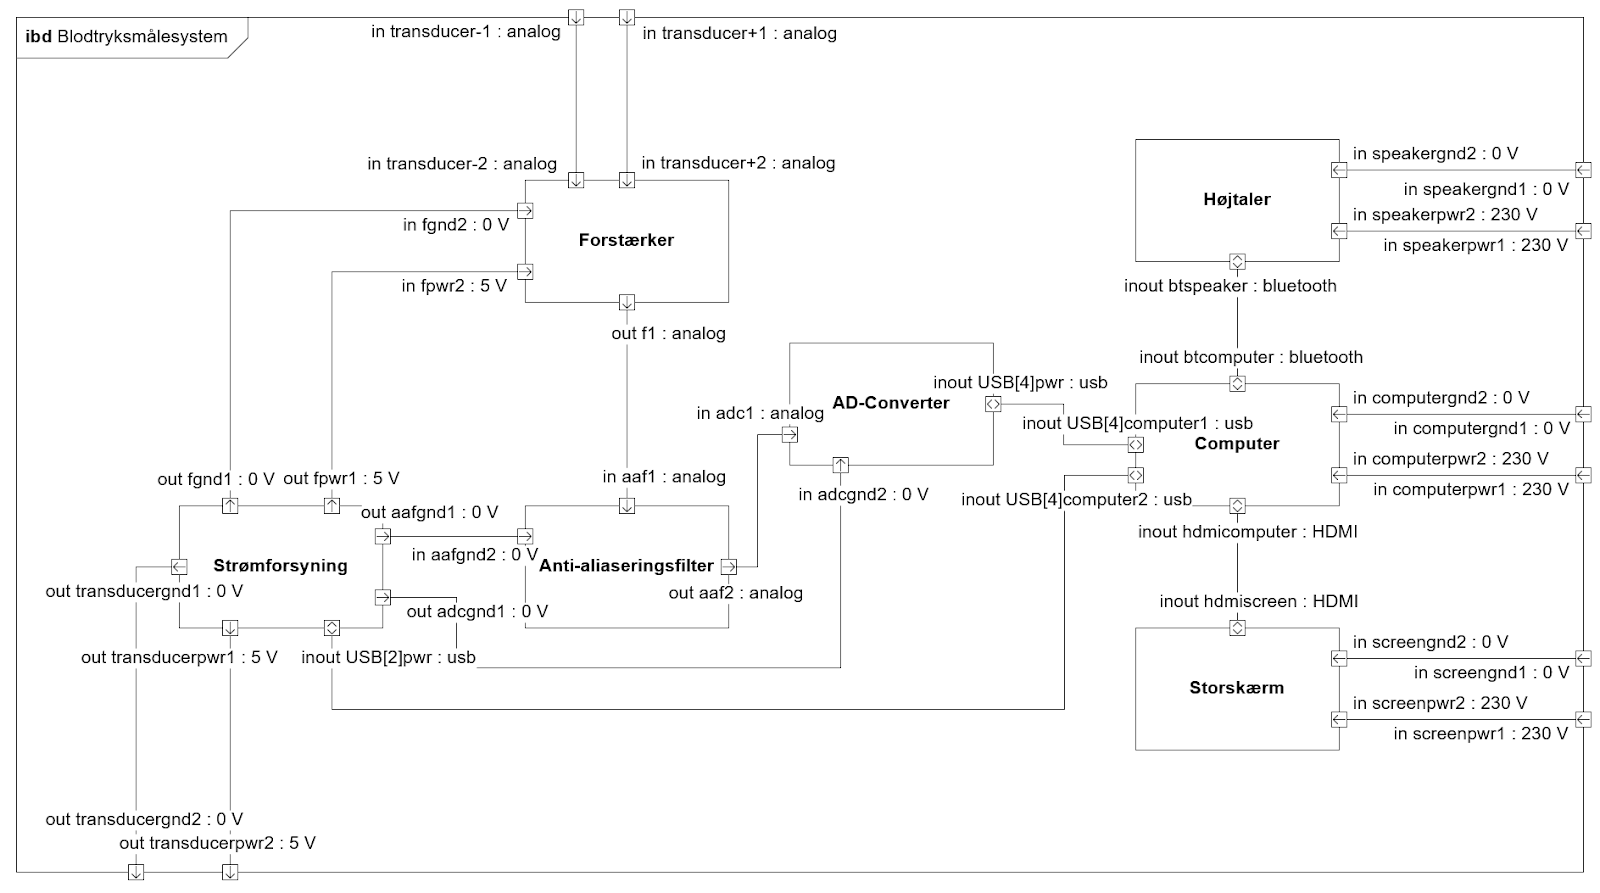 ibd Blodtryksmålesystem
in transducer-1 : analog
in transducer+1 : analog
in transducer-2 : analog
in transducer+2 : analog
in fgnd2 : 0 V
Forstærker
in fpwr2 : 5 V
out f1 : analog
in speakergnd2 : 0 V
in speakergnd1 : 0 V
Højtaler
in speakerpwr2 : 230 V
in speakerpwr1 : 230 V
inout btspeaker : bluetooth
inout btcomputer : bluetooth
inout USB[4]pwr : usb
AD-Converter
in adc1 : analog
inout USB[4]computer1 : usb
in computergnd2 : 0 V
in computergnd1 : 0 V
Computer
in computerpwr2 : 230 V
in computerpwr1 : 230 V
out fgnd1 : 0 V
out fpwr1 : 5 V
in aaf1 : analog
in adcgnd2 : 0 V
inout USB[4]computer2 : usb
out aafgnd1 : 0 V
inout hdmicomputer : HDMI
in aafgnd2 : 0 V
Strømforsyning
Anti-aliaseringsfilter
out transducergnd1 : 0 V
out aaf2 : analog
out adcgnd1 : 0 V
inout hdmiscreen : HDMI
out transducerpwr1 : 5 V
inout USB[2]pwr : usb
in screengnd2 : 0 V
in screengnd1 : 0 V
Storskærm
in screenpwr2 : 230 V
in screenpwr1 : 230 V
out transducergnd2 : 0 V
out transducerpwr2 : 5 V